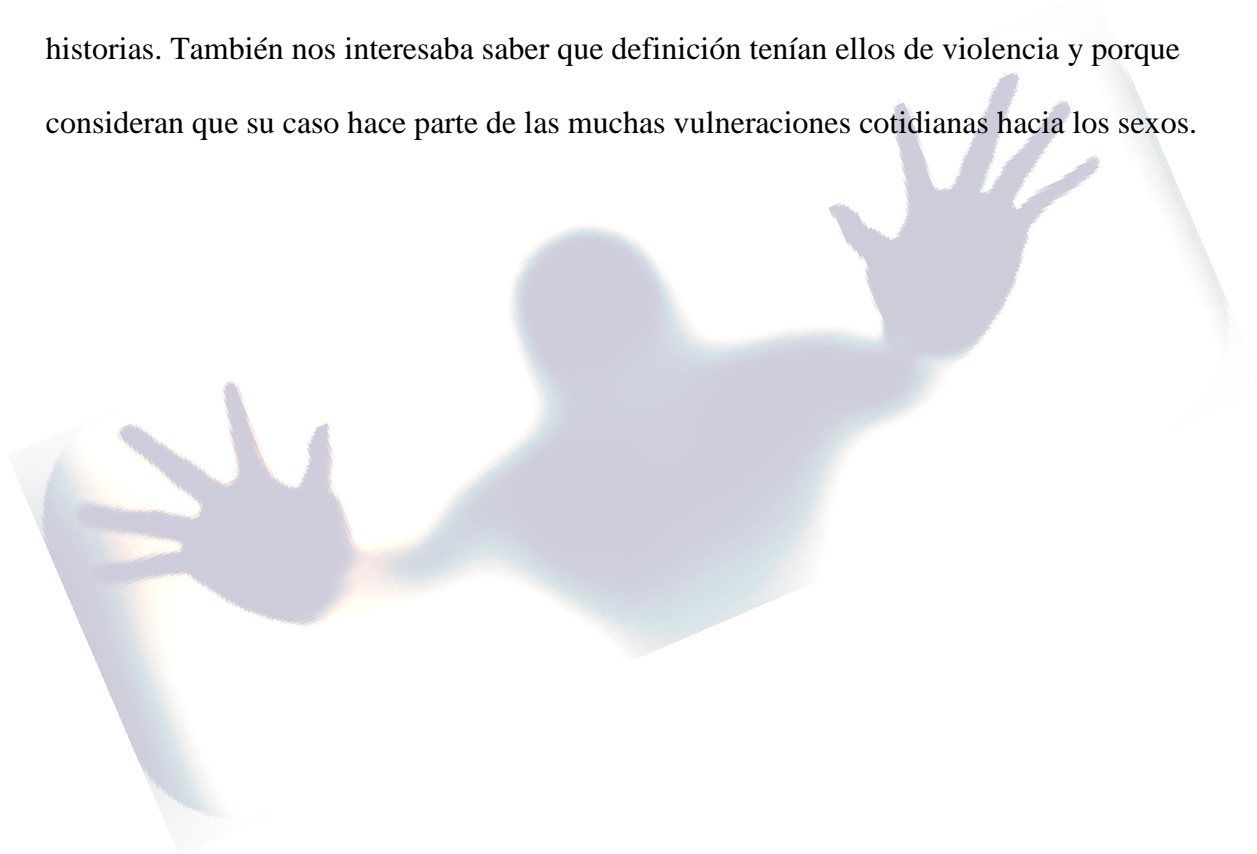 historias. También nos interesaba saber que definición tenían ellos de violencia y porque
consideran que su caso hace parte de las muchas vulneraciones cotidianas hacia los sexos.